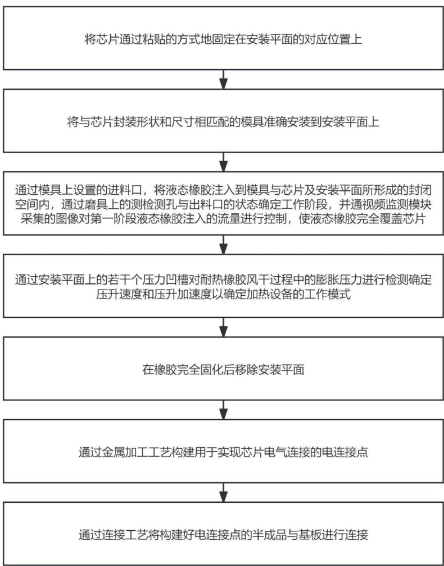 将芯片通过粘贴的方式地固定在安装平面的对应位置上
将与芯片封装形状和尺寸相匹配的模具准确安装到安装平面上
通过模具上设置的进料口，将液态橡胶注入到模具与芯片及安装平面所形成的封闭
空间内，通过磨具上的测检测孔与出料口的状态确定工作阶段，并通视频监测模块
采集的图像对第一阶段液态橡胶注入的流量进行控制，使液态橡胶完全覆盖芯片
通过安装平面上的若干个压力凹槽对耐热橡胶风干过程中的膨胀压力进行检测确定
压升速度和压升加速度以确定加热设备的工作模式
在橡胶完全固化后移除安装平面
通过金属加工工艺构建用于实现芯片电气连接的电连接点
通过连接工艺将构建好电连接点的半成品与基板进行连接